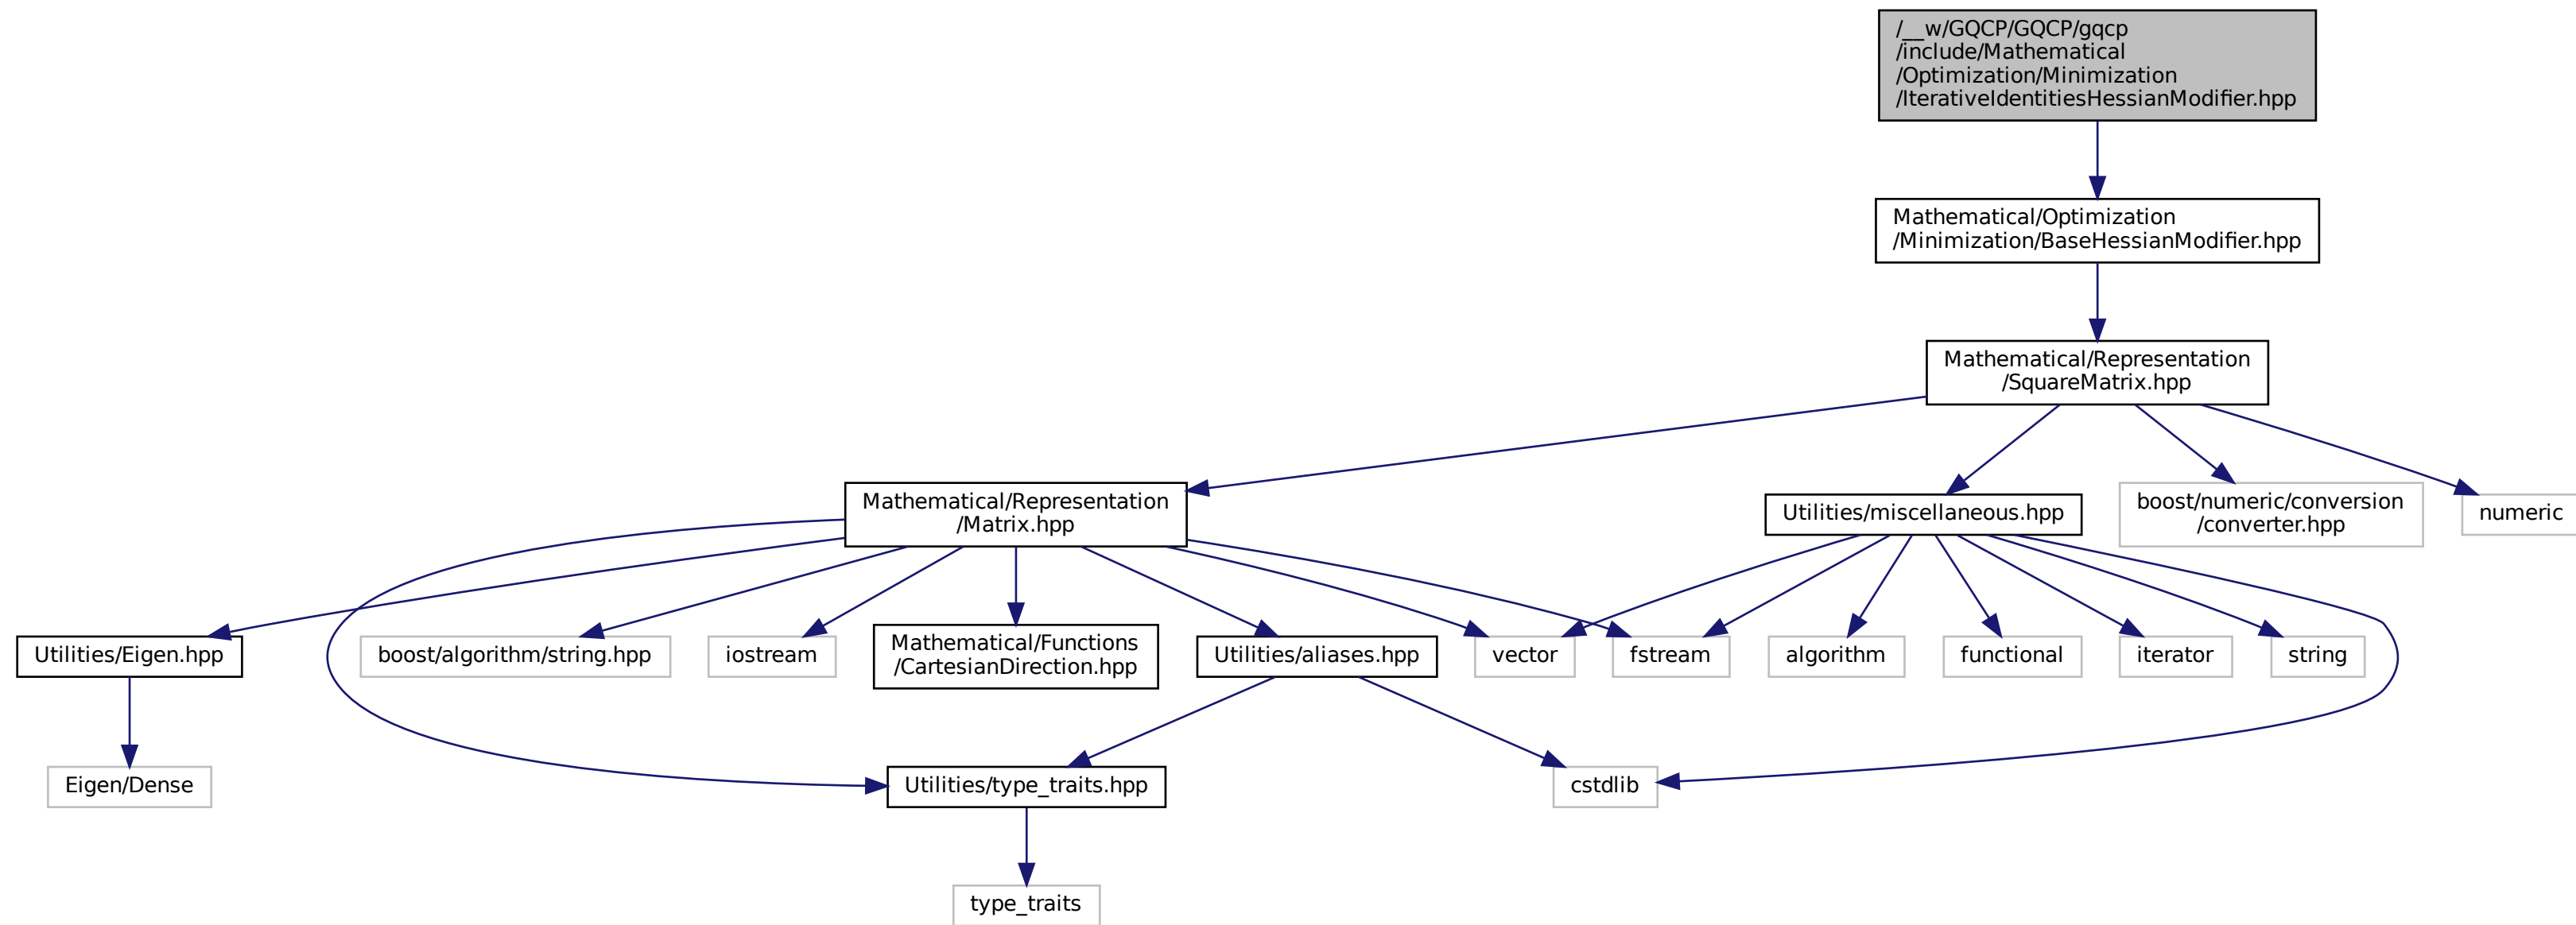 /__w/GQCP/GQCP/gqcp
/include/Mathematical
/Optimization/Minimization
/IterativeIdentitiesHessianModifier.hpp
Mathematical/Optimization
/Minimization/BaseHessianModifier.hpp
Mathematical/Representation
/SquareMatrix.hpp
Mathematical/Representation
/Matrix.hpp
Utilities/miscellaneous.hpp
boost/numeric/conversion
/converter.hpp
numeric
Utilities/Eigen.hpp
boost/algorithm/string.hpp
iostream
Mathematical/Functions
/CartesianDirection.hpp
Utilities/aliases.hpp
vector
fstream
algorithm
functional
iterator
string
Eigen/Dense
Utilities/type_traits.hpp
cstdlib
type_traits